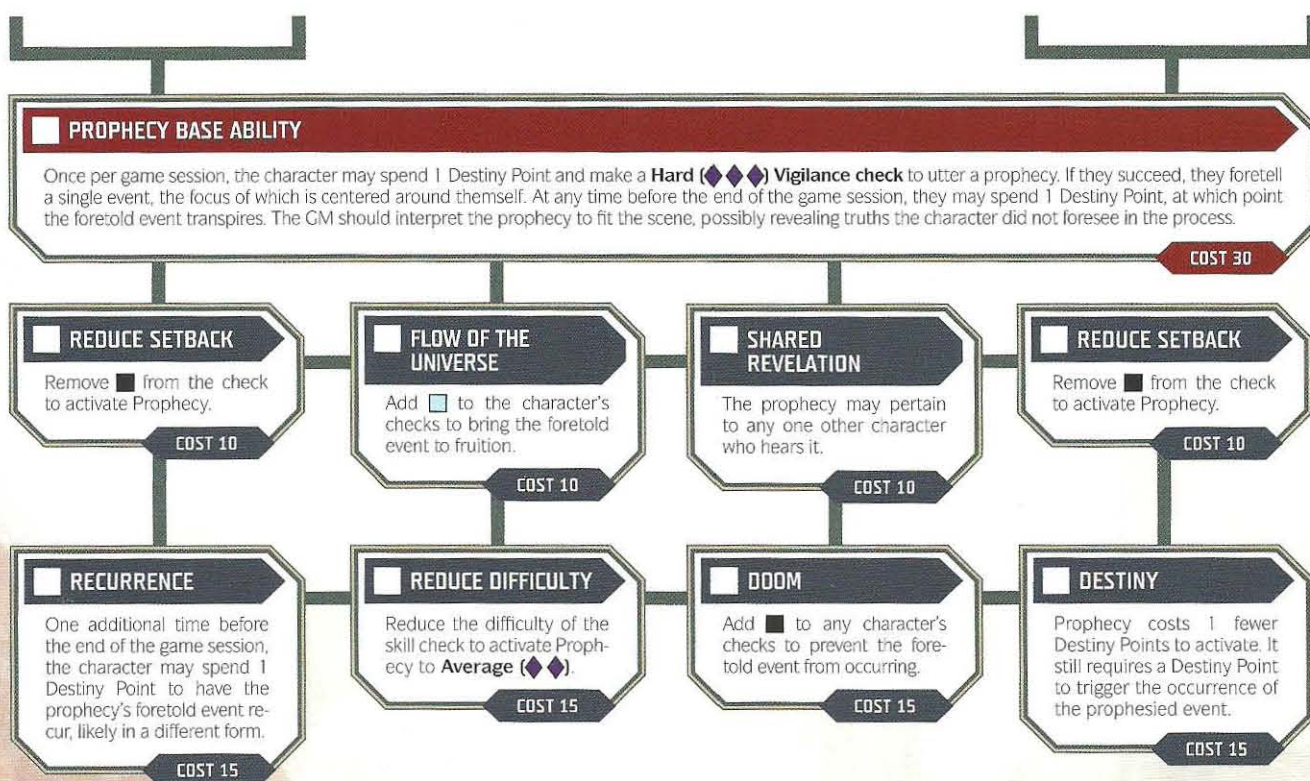 PROPHECY BASE ABILITY
Once per game session, the character may spend 1 Destiny Point and make a Hard (◆◆◆) Vigilance check to utter a prophecy. If they succeed, they foretell
a single event, the focus of which is centered around themself. At any time before the end of the game session, they may spend 1 Destiny Point, at which point
the foretold event transpires. The GM should interpret the prophecy to fit the scene, possibly revealing truths the character did not foresee in the process.
COST 30
REDUCE SETBACK
Remove ■ from the check
to activate Prophecy.
COST 10
FLOW OF THE
UNIVERSE
Add □ to the character's
checks to bring the foretold
event to fruition.
COST 10
SHARED
REVELATION
The prophecy may pertain
to any one other character
who hears it.
COST 10
REDUCE SETBACK
Remove ■ from the check
to activate Prophecy.
COST 10
RECURRENCE
One additional time before
the end of the game session,
the character may spend 1
Destiny Point to have the
prophecy's foretold event re-
cur, likely in a different form.
COST 15
REDUCE DIFFICULTY
Reduce the difficulty of the
skill check to activate Proph-
ecy to Average (◆◆).
COST 15
DOOM
Add ■ to any character's
checks to prevent the fore-
told event from occurring.
COST 15
DESTINY
Prophecy costs 1 fewer
Destiny Points to activate. It
still requires a Destiny Point
to trigger the occurrence of
the prophesied event.
COST 15